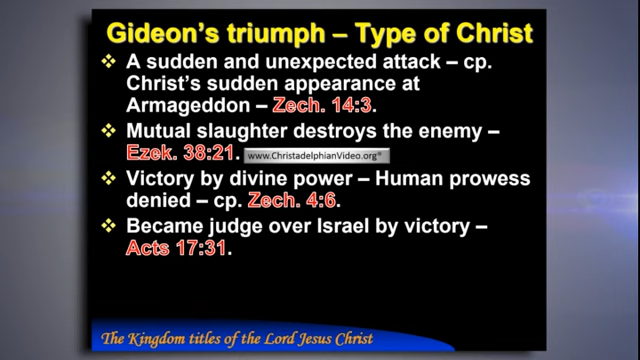 Gideon's triumph – Type of Christ
❖ A sudden and unexpected attack – cp.
Christ's sudden appearance at
Armageddon – Zech. 14:3.
❖ Mutual slaughter destroys the enemy –
Ezek. 38:21.
www.ChristadelphianVideo.org
❖ Victory by divine power – Human prowess
denied – cp. Zech. 4:6.
❖ Became judge over Israel by victory –
Acts 17:31.
The Kingdom titles of the Lord Jesus Christ